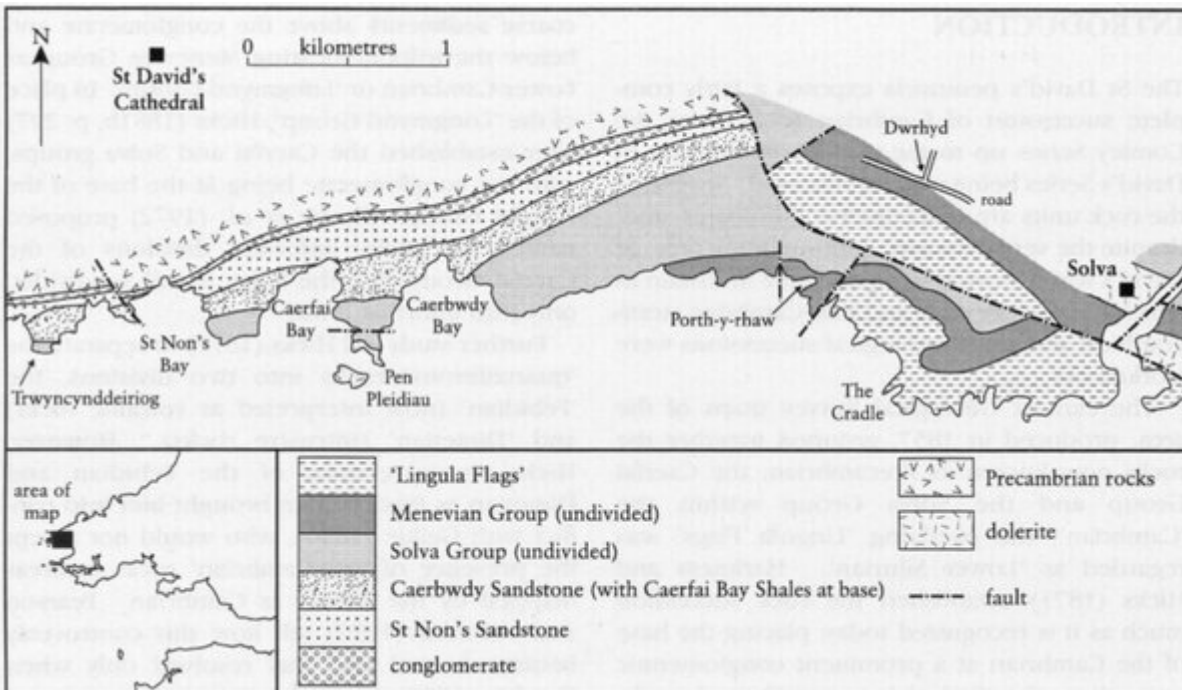 N
St David's
Cathedral
0 kilometres 1
Dwrhyd
road
Solva
Caerfai
Bay
Caerbwdy
Bay
Porth-y-rhaw
St Non's
Bay
Pen
Pleidiau
The
Cradle
Trwyncynddeiriog
area of
map
'Lingula Flags'
Menevian Group (undivided)
Solva Group (undivided)
Caerbwdy Sandstone (with Caerfai Bay Shales at base)
St Non's Sandstone
conglomerate
Precambrian rocks
dolerite
fault